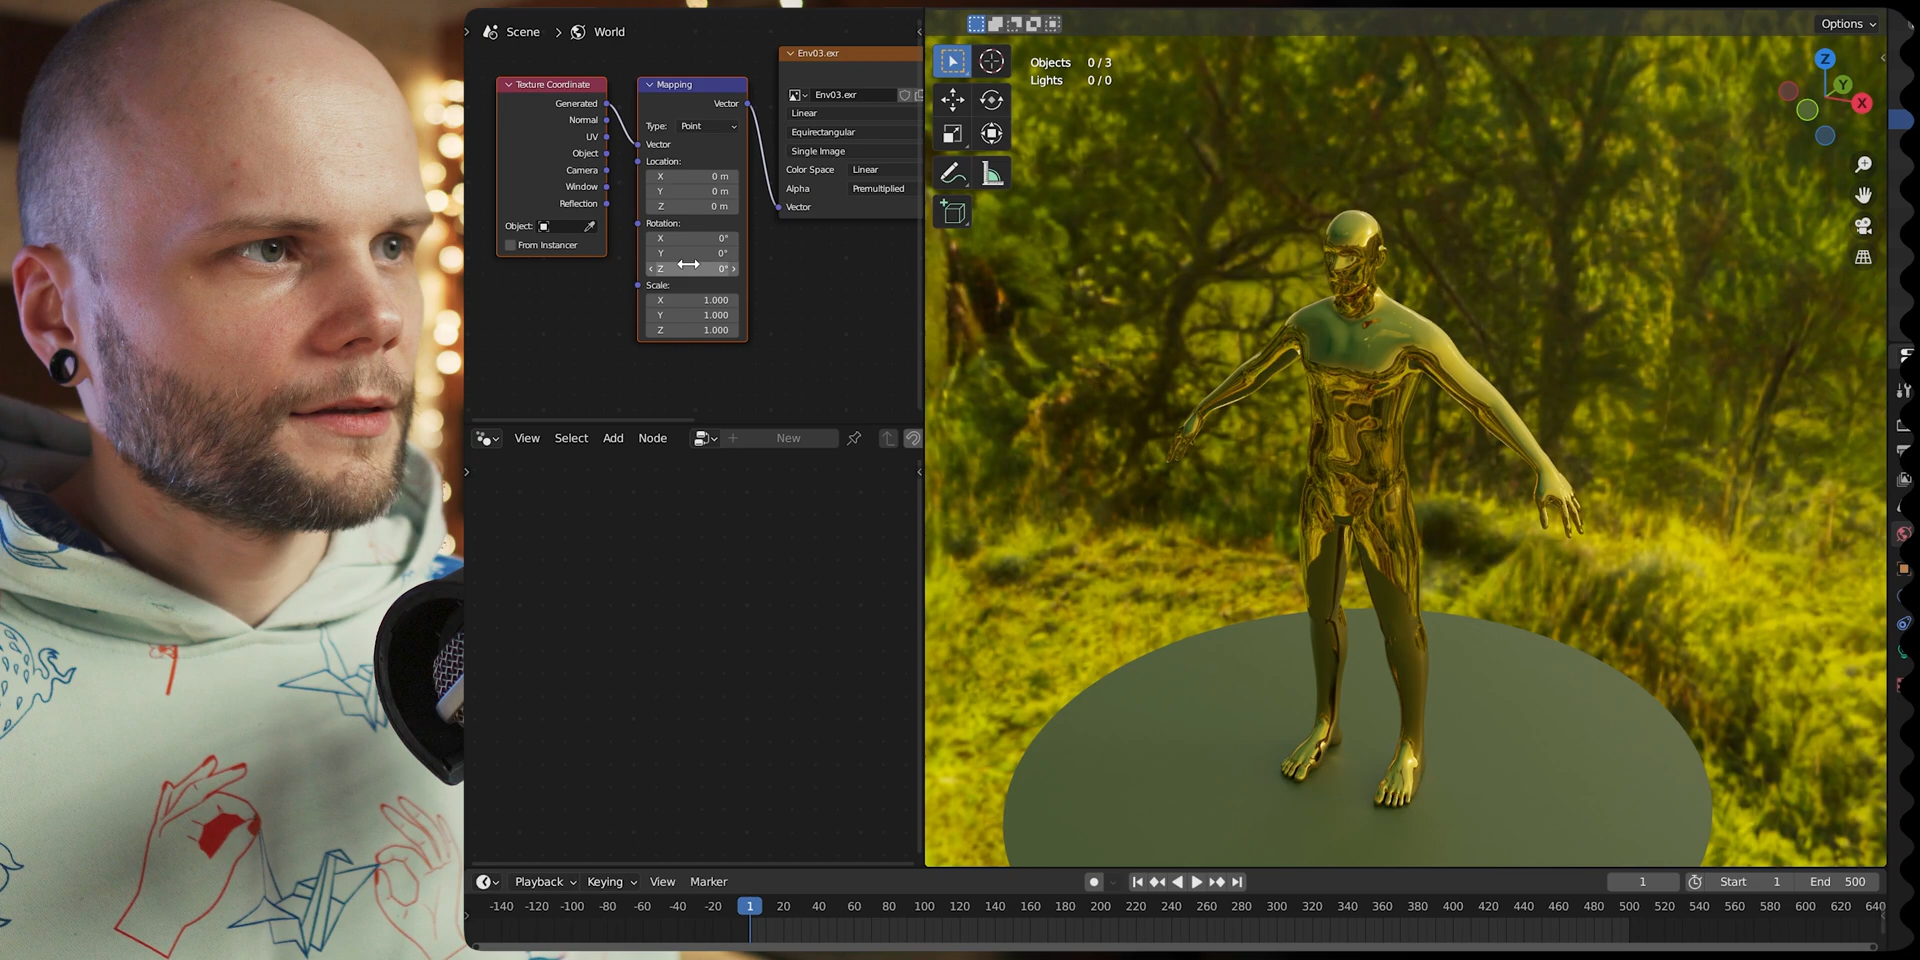 Scene > World
Options
Env03.exr
Texture Coordinate
Generated
Normal
UV
Object
Camera
Window
Reflection
Object:
From Instancer
Mapping
Vector
Type: Point
Vector
Location:
X 0 m
Y 0 m
Z 0 m
Rotation:
X 0°
Y 0°
Z 0°
Scale:
X 1.000
Y 1.000
Z 1.000
Env03.exr
Linear
Equirectangular
Single Image
Color Space Linear
Alpha Premultiplied
Vector
Objects 0 / 3
Lights 0 / 0
Z
Y
X
View Select Add Node New
Playback Keying View Marker
1 Start 1 End 500
-140 -120 -100 -80 -60 -40 -20 1 20 40 60 80 100 120 140 160 180 200 220 240 260 280 300 320 340 360 380 400 420 440 460 480 500 520 540 560 580 600 620 640